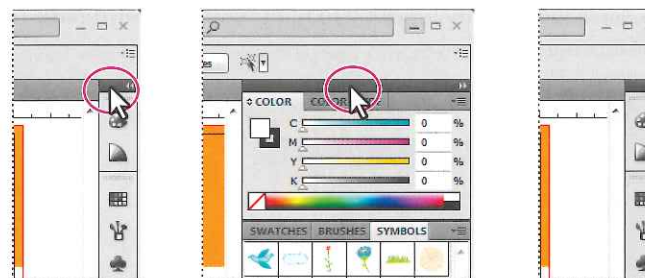 COLOR
C 0 %
M 0 %
Y 0 %
K 0 %
SWATCHES BRUSHES SYMBOLS